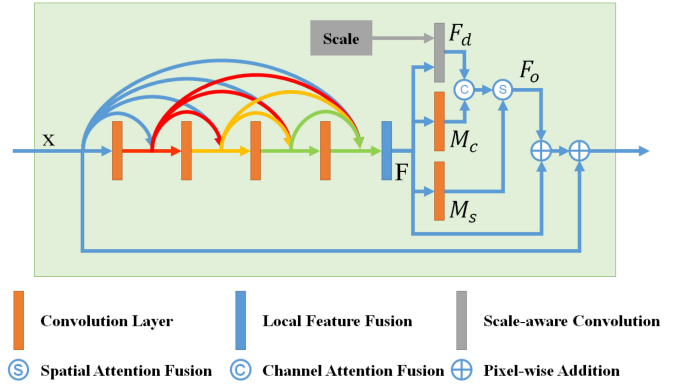 Scale
F_d
F_o
C
S
X
F
M_c
M_s
Convolution Layer
Local Feature Fusion
Scale-aware Convolution
S Spatial Attention Fusion
C Channel Attention Fusion
Pixel-wise Addition